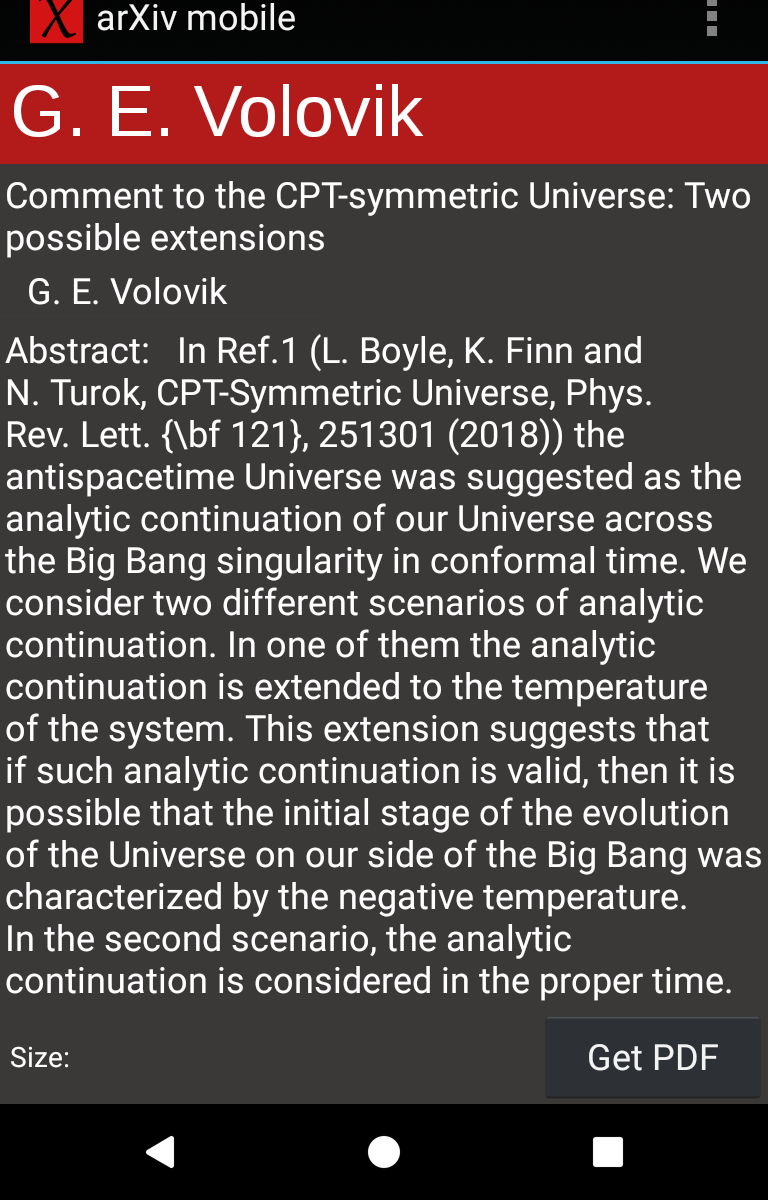 arXiv mobile
G. E. Volovik
Comment to the CPT-symmetric Universe: Two
possible extensions
G. E. Volovik
Abstract:   In Ref.1 (L. Boyle, K. Finn and
N. Turok, CPT-Symmetric Universe, Phys.
Rev. Lett. {\bf 121}, 251301 (2018)) the
antispacetime Universe was suggested as the
analytic continuation of our Universe across
the Big Bang singularity in conformal time. We
consider two different scenarios of analytic
continuation. In one of them the analytic
continuation is extended to the temperature
of the system. This extension suggests that
if such analytic continuation is valid, then it is
possible that the initial stage of the evolution
of the Universe on our side of the Big Bang was
characterized by the negative temperature.
In the second scenario, the analytic
continuation is considered in the proper time.
Size:
Get PDF